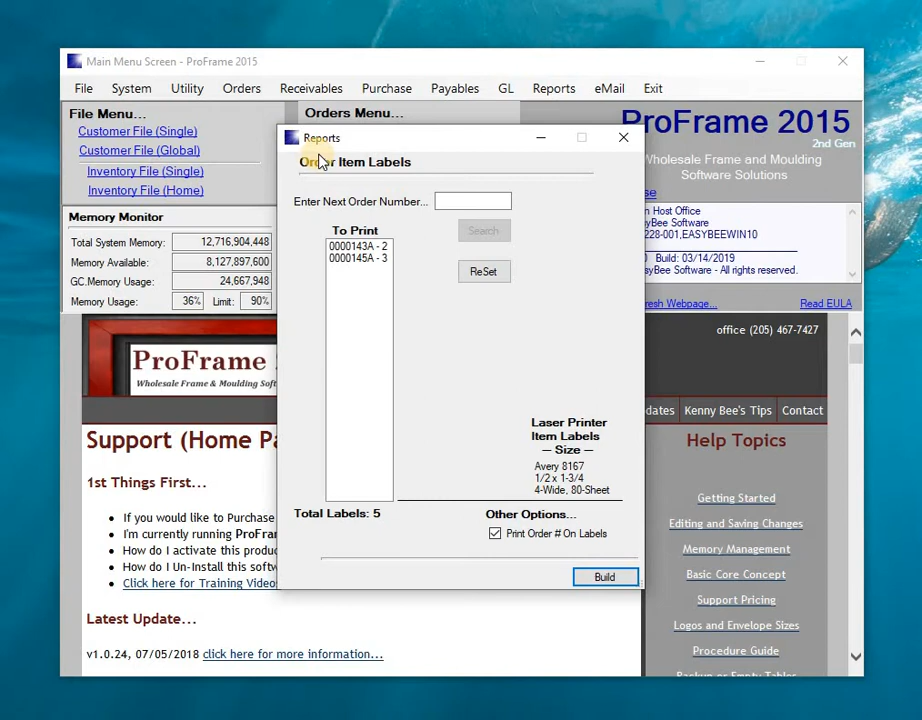 Main Menu Screen - ProFrame 2015
File System Utility Orders Receivables Purchase Payables GL Reports eMail Exit
File Menu...
Customer File (Single)
Customer File (Global)
Inventory File (Single)
Inventory File (Home)
Orders Menu...
ProFrame 2015
2nd Gen
Wholesale Frame and Moulding
Software Solutions
Memory Monitor
Total System Memory: 12,716,904,448
Memory Available: 8,127,897,600
GC.Memory Usage: 24,667,948
Memory Usage: 36% Limit: 90%
n Host Office
Bee Software
228-001,EASYBEEWIN10
Build: 03/14/2019
syBee Software - All rights reserved.
resh Webpage... Read EULA
Reports
Order Item Labels
Enter Next Order Number...
To Print
Search
0000143A - 2
0000145A - 3
ReSet
Laser Printer
Item Labels
— Size —
Avery 8167
1/2 x 1-3/4
4-Wide, 80-Sheet
Total Labels: 5
Other Options...
Print Order # On Labels
Build
office (205) 467-7427
ProFrame
Wholesale Frame & Moulding Soft
dates Kenny Bee's Tips Contact
Support (Home Pa
1st Things First...
If you would like to Purchase
I'm currently running ProFra
How do I activate this produ
How do I Un-Install this softw
Click here for Training Video
Latest Update...
v1.0.24, 07/05/2018 click here for more information...
Help Topics
Getting Started
Editing and Saving Changes
Memory Management
Basic Core Concept
Support Pricing
Logos and Envelope Sizes
Procedure Guide